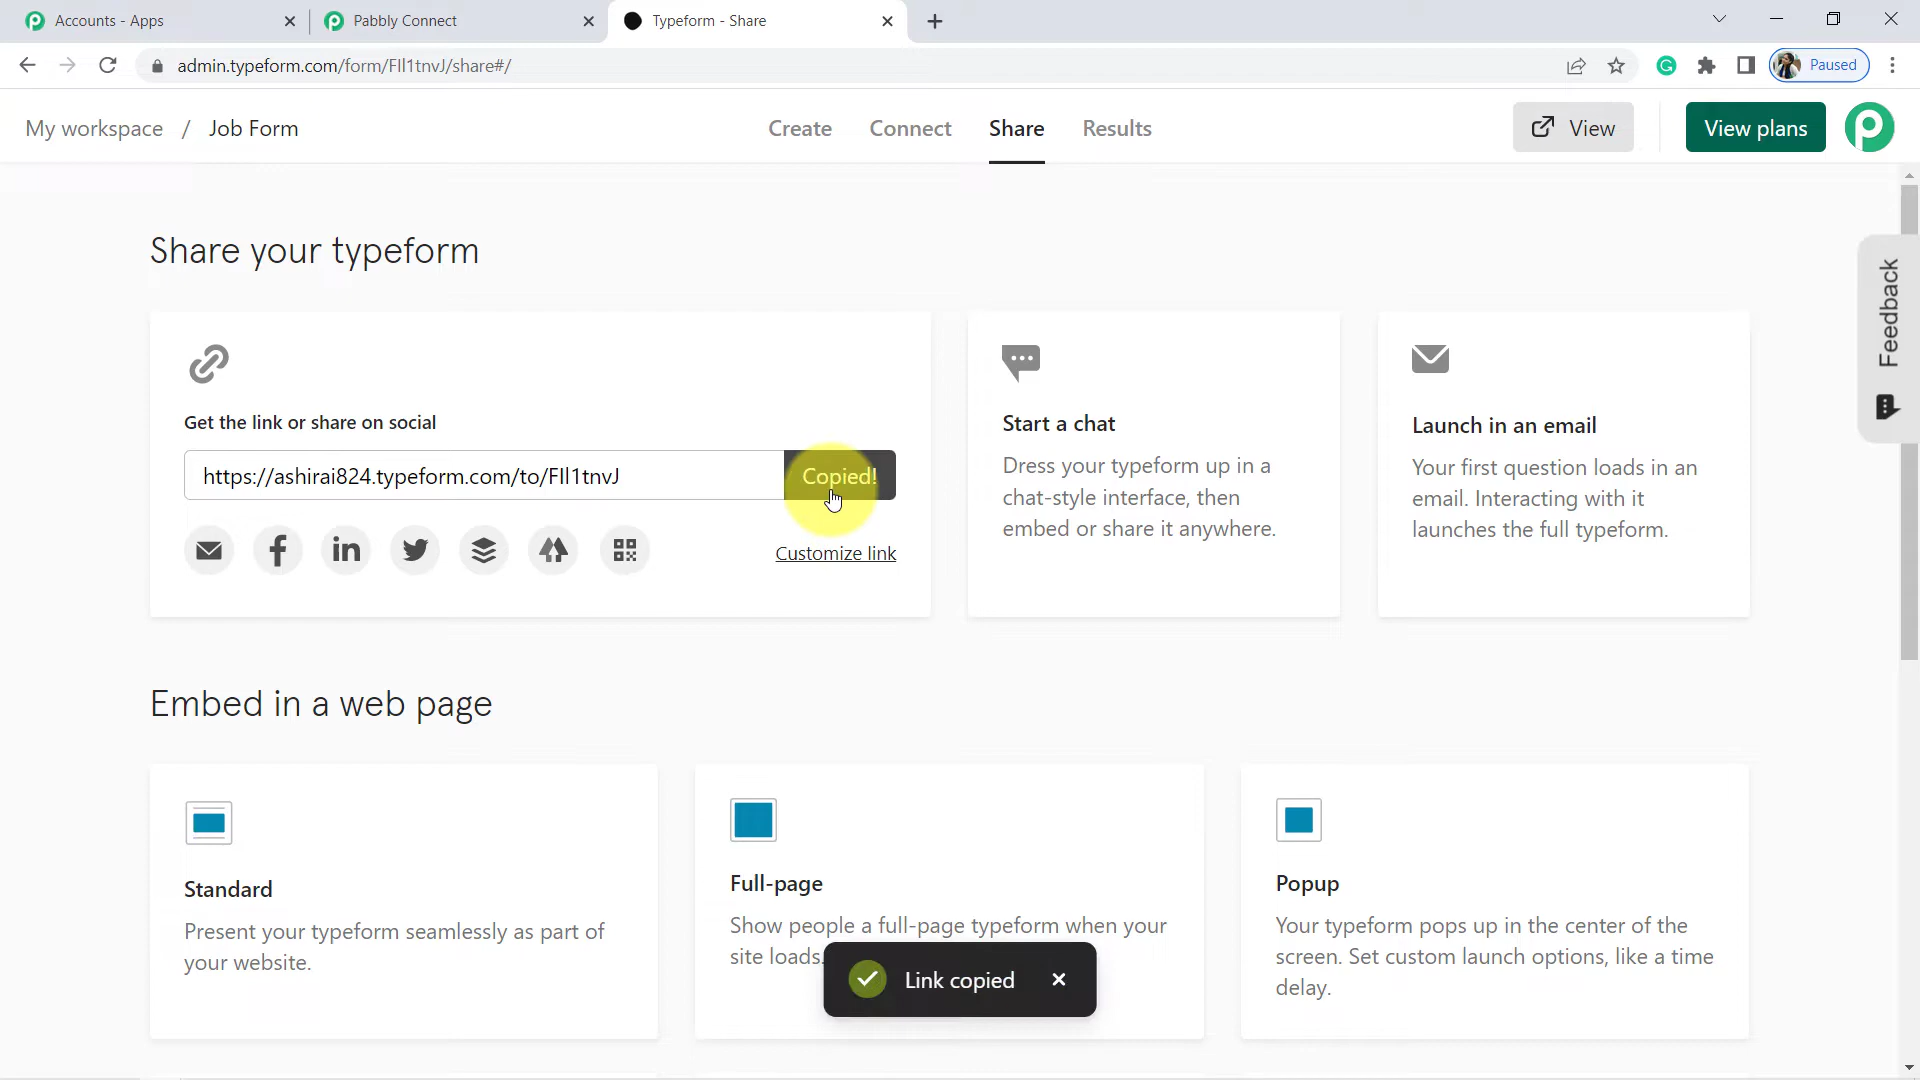 Accounts - Apps
Pabbly Connect
Typeform - Share
admin.typeform.com/form/FIl1tnvJ/share#/
Paused
My workspace / Job Form
Create
Connect
Share
Results
View
View plans
Share your typeform
Feedback
Get the link or share on social
https://ashirai824.typeform.com/to/FIl1tnvJ
Copied!
Customize link
Start a chat
Dress your typeform up in a
chat-style interface, then
embed or share it anywhere.
Launch in an email
Your first question loads in an
email. Interacting with it
launches the full typeform.
Embed in a web page
Standard
Present your typeform seamlessly as part of
your website.
Full-page
Show people a full-page typeform when your
site loads.
Popup
Your typeform pops up in the center of the
screen. Set custom launch options, like a time
delay.
Link copied